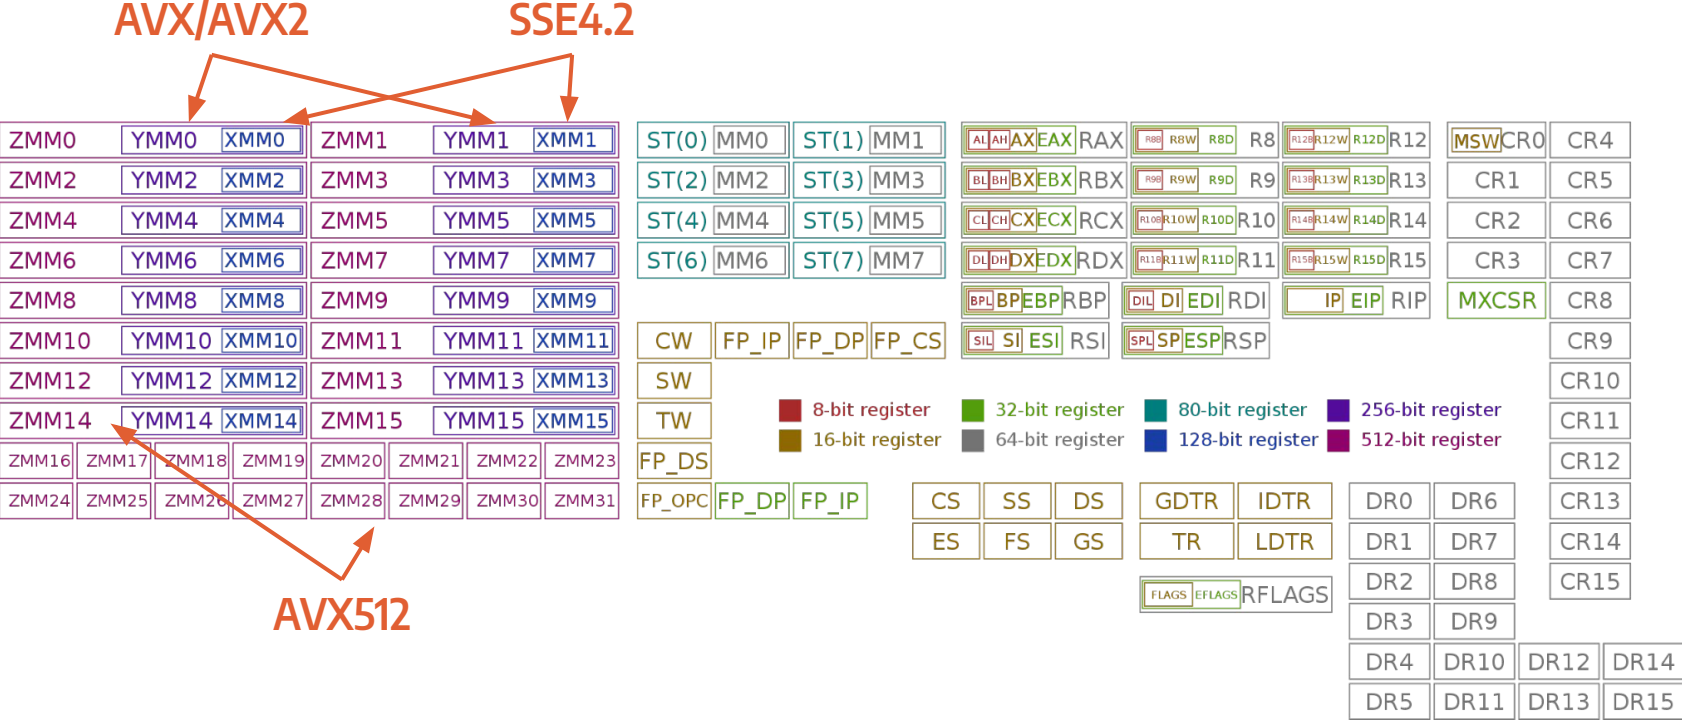 AVX/AVX2 SSE4.2
ZMM0 YMM0 XMM0 ZMM1 YMM1 XMM1 ST(0) MM0 ST(1) MM1 AL AH AX EAX RAX R8B R8W R8D R8 R12B R12W R12D R12 MSW CR0 CR4
ZMM2 YMM2 XMM2 ZMM3 YMM3 XMM3 ST(2) MM2 ST(3) MM3 BL BH BX EBX RBX R9B R9W R9D R9 R13B R13W R13D R13 CR1 CR5
ZMM4 YMM4 XMM4 ZMM5 YMM5 XMM5 ST(4) MM4 ST(5) MM5 CL CH CX ECX RCX R10B R10W R10D R10 R14B R14W R14D R14 CR2 CR6
ZMM6 YMM6 XMM6 ZMM7 YMM7 XMM7 ST(6) MM6 ST(7) MM7 DL DH DX EDX RDX R11B R11W R11D R11 R15B R15W R15D R15 CR3 CR7
ZMM8 YMM8 XMM8 ZMM9 YMM9 XMM9 BPL BP EBP RBP DIL DI EDI RDI IP EIP RIP MXCSR CR8
ZMM10 YMM10 XMM10 ZMM11 YMM11 XMM11 CW FP_IP FP_DP FP_CS SIL SI ESI RSI SPL SP ESP RSP CR9
ZMM12 YMM12 XMM12 ZMM13 YMM13 XMM13 SW CR10
ZMM14 YMM14 XMM14 ZMM15 YMM15 XMM15 TW 8-bit register 32-bit register 80-bit register 256-bit register CR11
16-bit register 64-bit register 128-bit register 512-bit register
ZMM16 ZMM17 ZMM18 ZMM19 ZMM20 ZMM21 ZMM22 ZMM23 FP_DS CR12
ZMM24 ZMM25 ZMM26 ZMM27 ZMM28 ZMM29 ZMM30 ZMM31 FP_OPC FP_DP FP_IP CS SS DS GDTR IDTR DR0 DR6 CR13
ES FS GS TR LDTR DR1 DR7 CR14
FLAGS EFLAGS RFLAGS DR2 DR8 CR15
AVX512 DR3 DR9
DR4 DR10 DR12 DR14
DR5 DR11 DR13 DR15